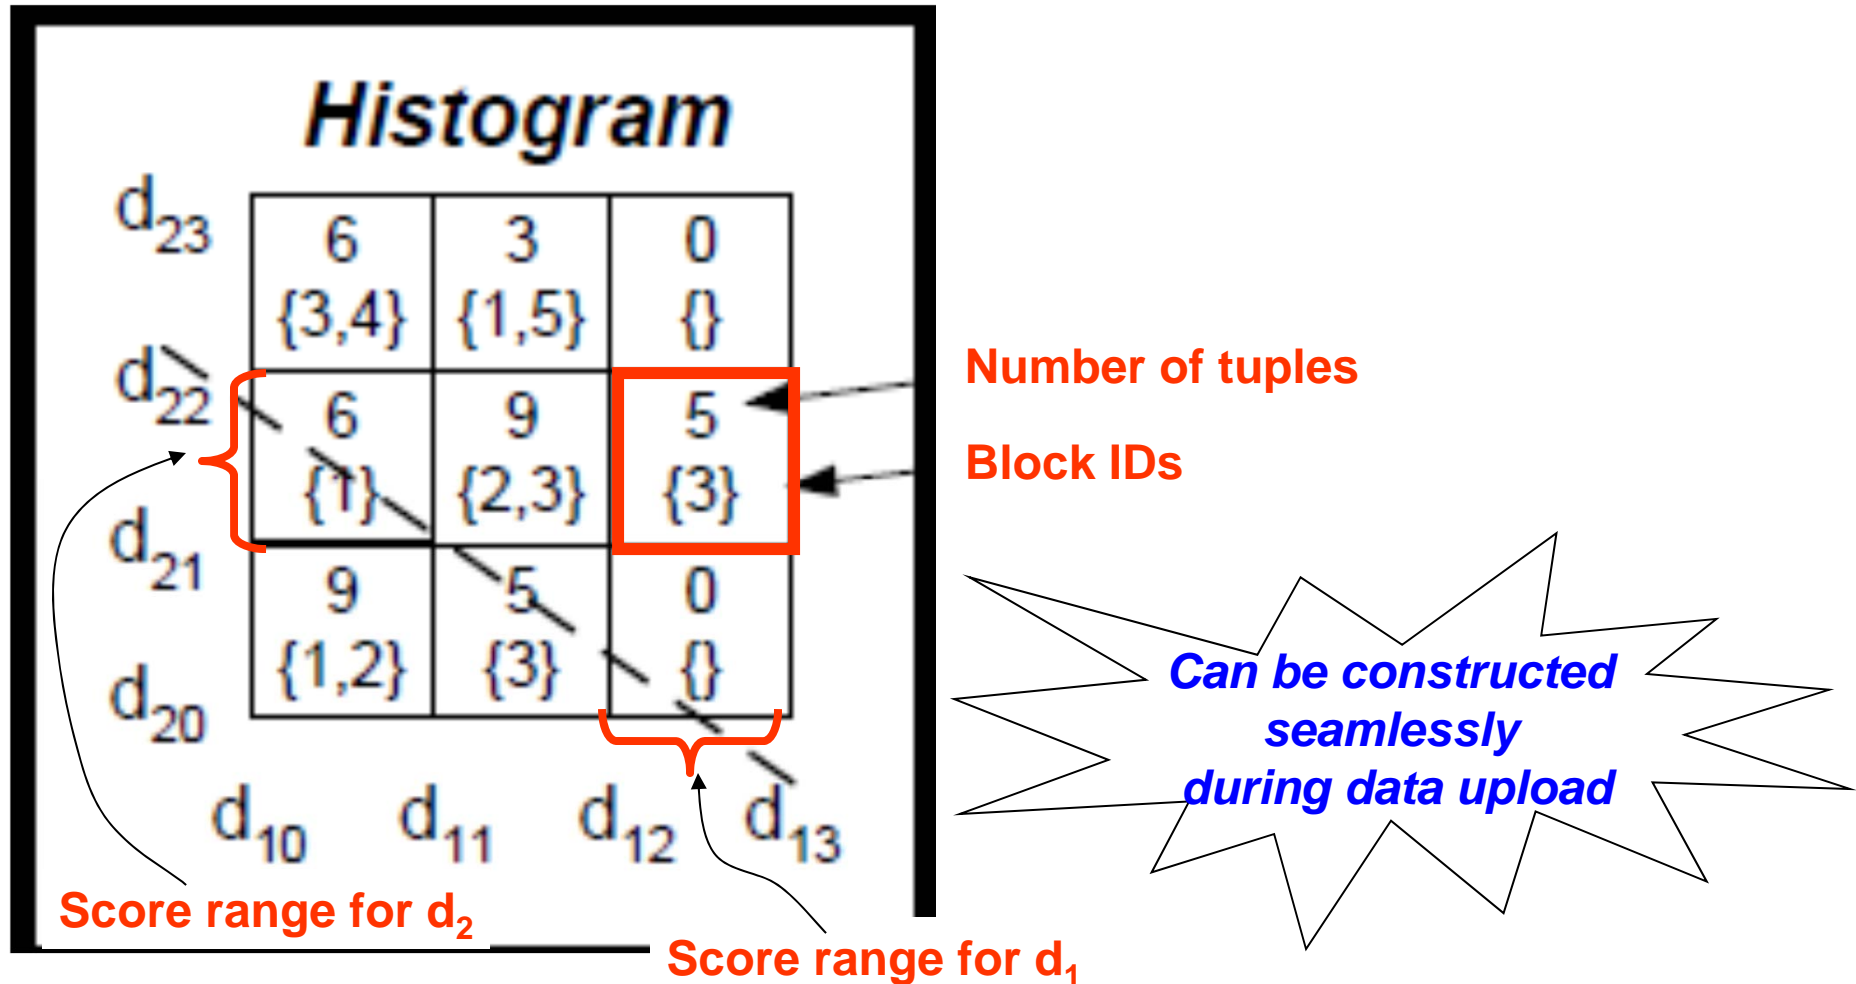 Histogram
d23
6 3 0
{3,4} {1,5} {}
d22
6 9 5
{1} {2,3} {3}
d21
9 5 0
{1,2} {3} {}
d20
d10 d11 d12 d13
Number of tuples
Block IDs
Can be constructed
seamlessly
during data upload
Score range for d2
Score range for d1